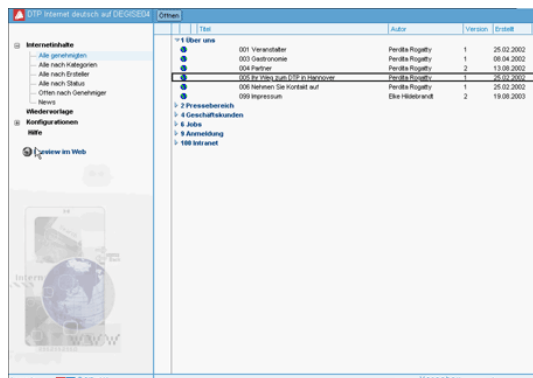 DTP Internet deutsch auf DEGISE04
Öffnen
Titel Autor Version Erstellt
Internetinhalte
Alle genehmigten
Alle nach Kategorien
Alle nach Ersteller
Alle nach Status
Offen nach Genehmiger
News
Wiedervorlage
Konfigurationen
Hilfe
Preview im Web
1 Über uns
001 Veranstalter Perdita Rogatty 1 25.02.2002
003 Gastronomie Perdita Rogatty 1 08.04.2002
004 Partner Perdita Rogatty 2 13.08.2002
005 Ihr Weg zum DTP in Hannover Perdita Rogatty 1 25.02.2002
006 Nehmen Sie Kontakt auf Perdita Rogatty 1 25.02.2002
099 Impressum Elke Hildebrandt 2 19.08.2003
2 Pressebereich
4 Geschäftskunden
6 Jobs
9 Anmeldung
100 Intranet
intern
www